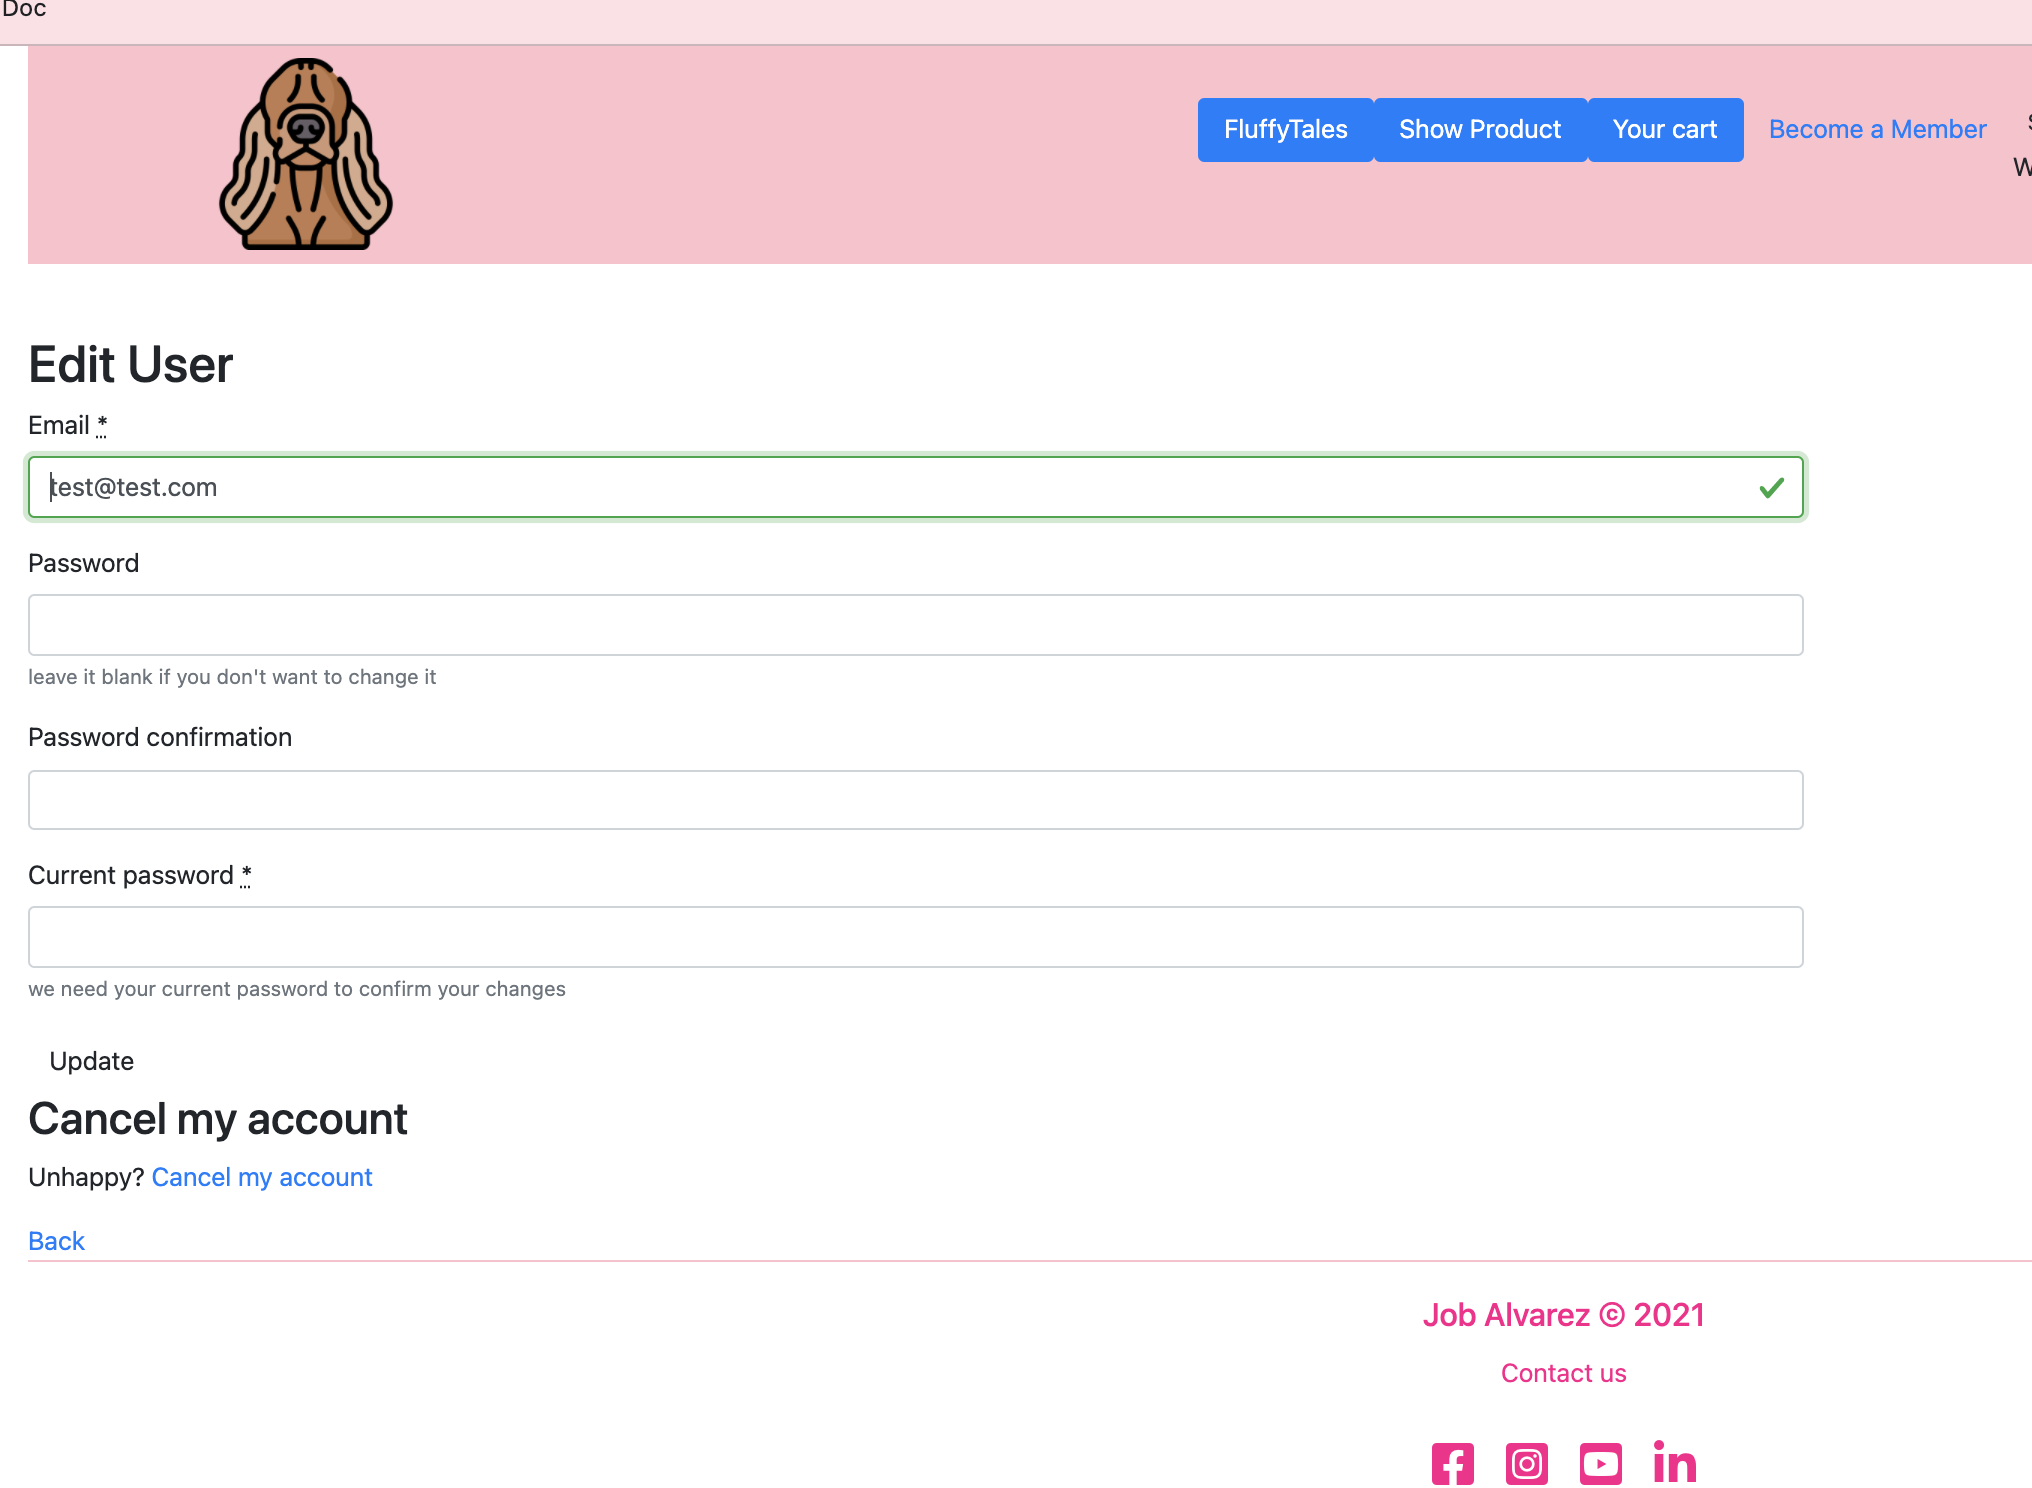 Doc
FluffyTales Show Product Your cart Become a Member
Edit User
Email *
test@test.com
Password
leave it blank if you don't want to change it
Password confirmation
Current password *
we need your current password to confirm your changes
Update
Cancel my account
Unhappy? Cancel my account
Back
Job Alvarez © 2021
Contact us